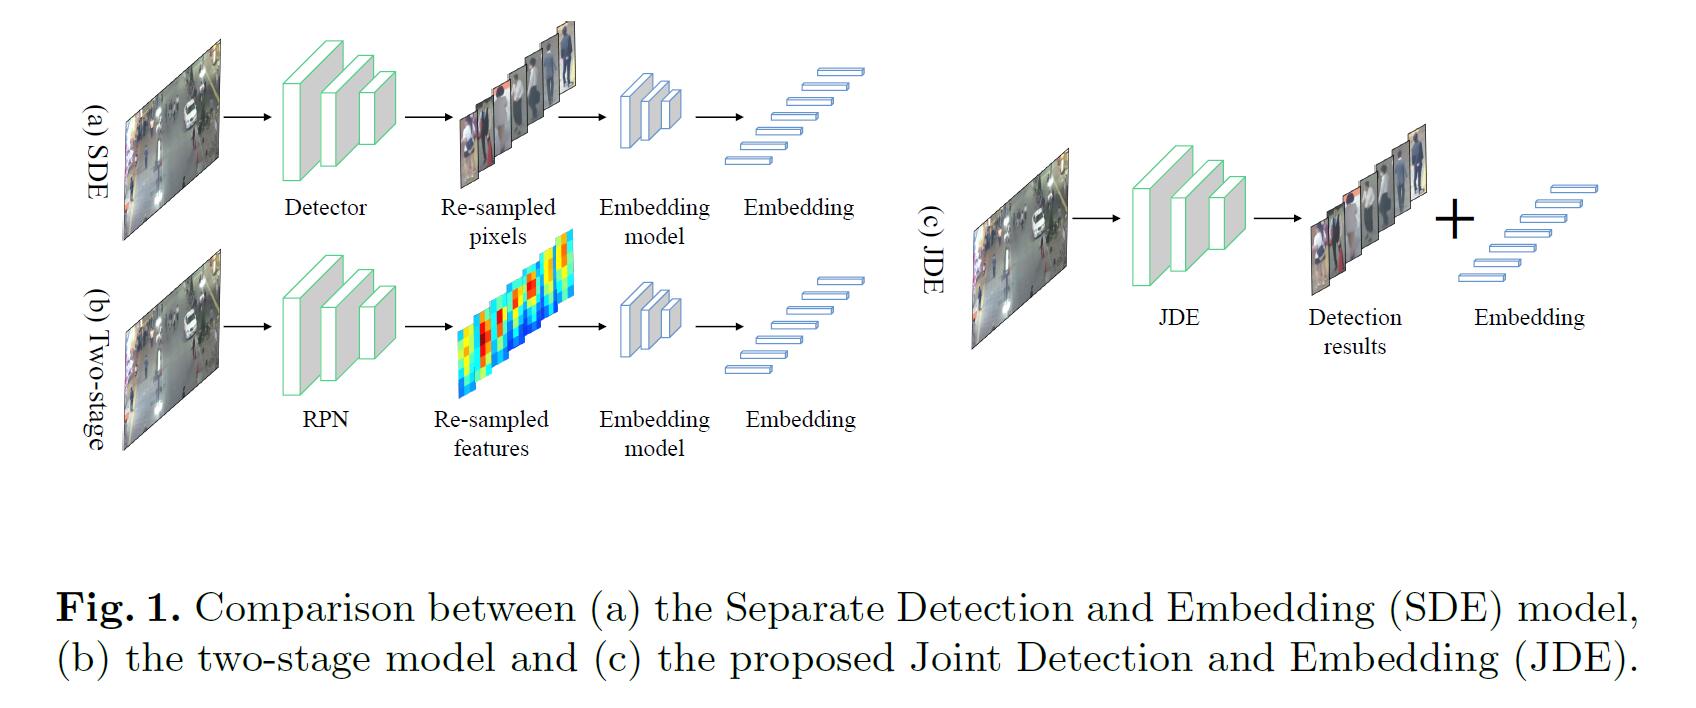 (a) SDE
Detector
Re-sampled
pixels
Embedding
model
Embedding
(b) Two-stage
RPN
Re-sampled
features
Embedding
model
Embedding
(c) JDE
JDE
Detection
results
+
Embedding
Fig. 1. Comparison between (a) the Separate Detection and Embedding (SDE) model,
(b) the two-stage model and (c) the proposed Joint Detection and Embedding (JDE).